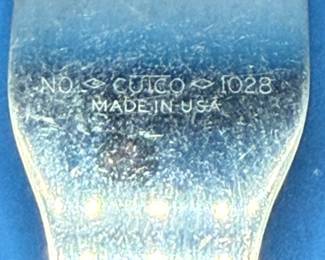 NO. ◇ CUTCO ◇ 1028
MADE IN USA